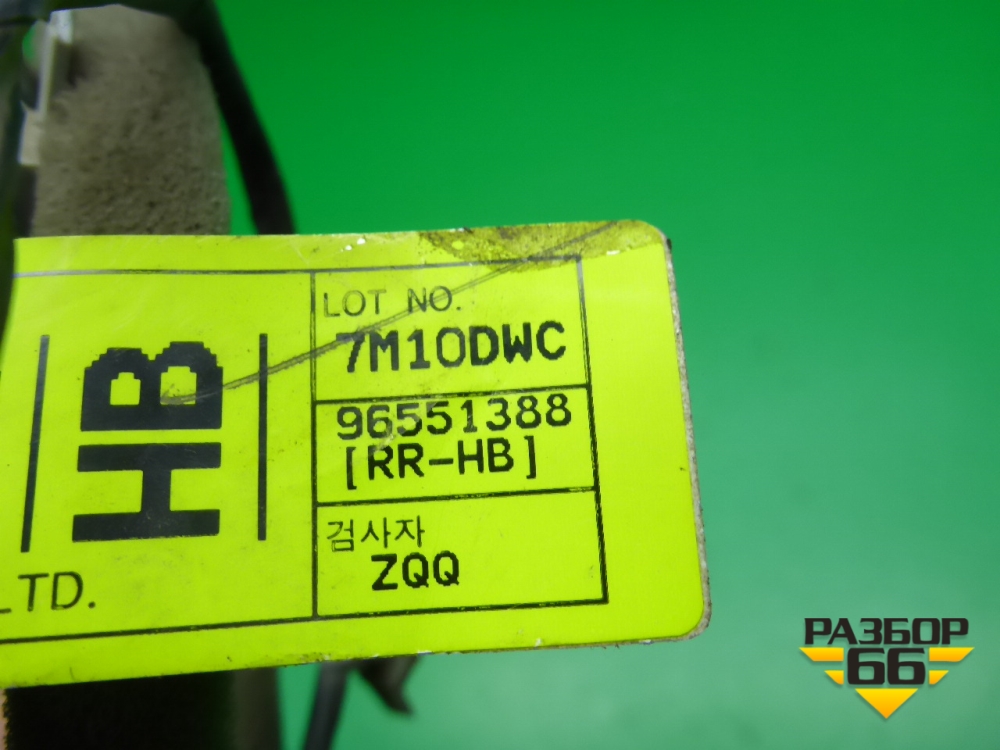 HB
LTD.
LOT NO.
7M10DWC
96551388
[RR-HB]
검사자
ZQQ
РАЗБОР
66